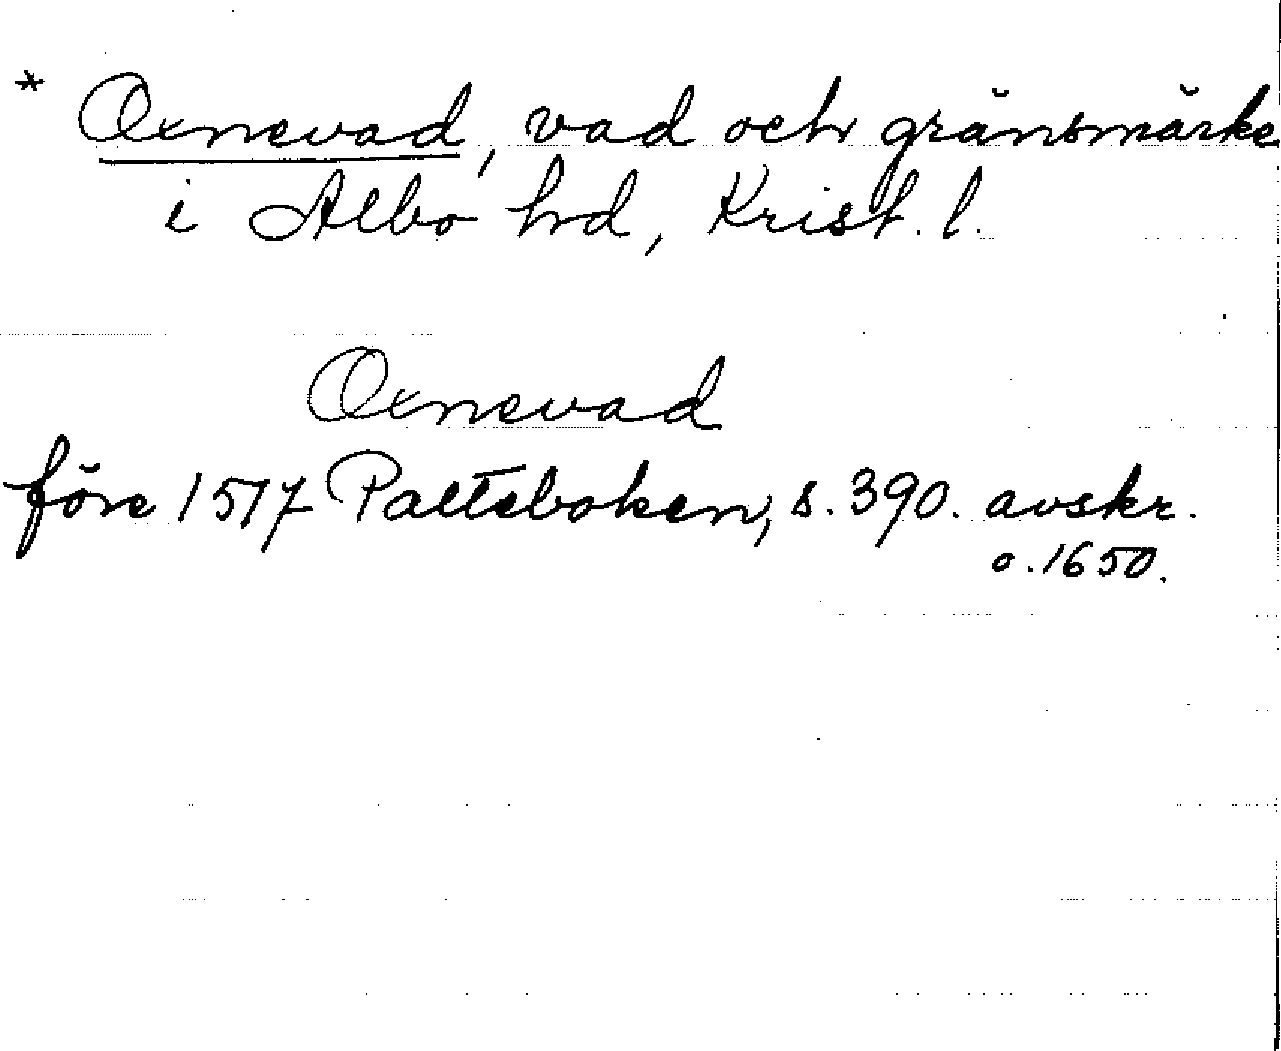 * Oxnevad, vad och gränsmärke
i Albo hd, Krist. l.
Oxnevad
före 1517 Palteboken, s. 390. avskr.
o. 1650.